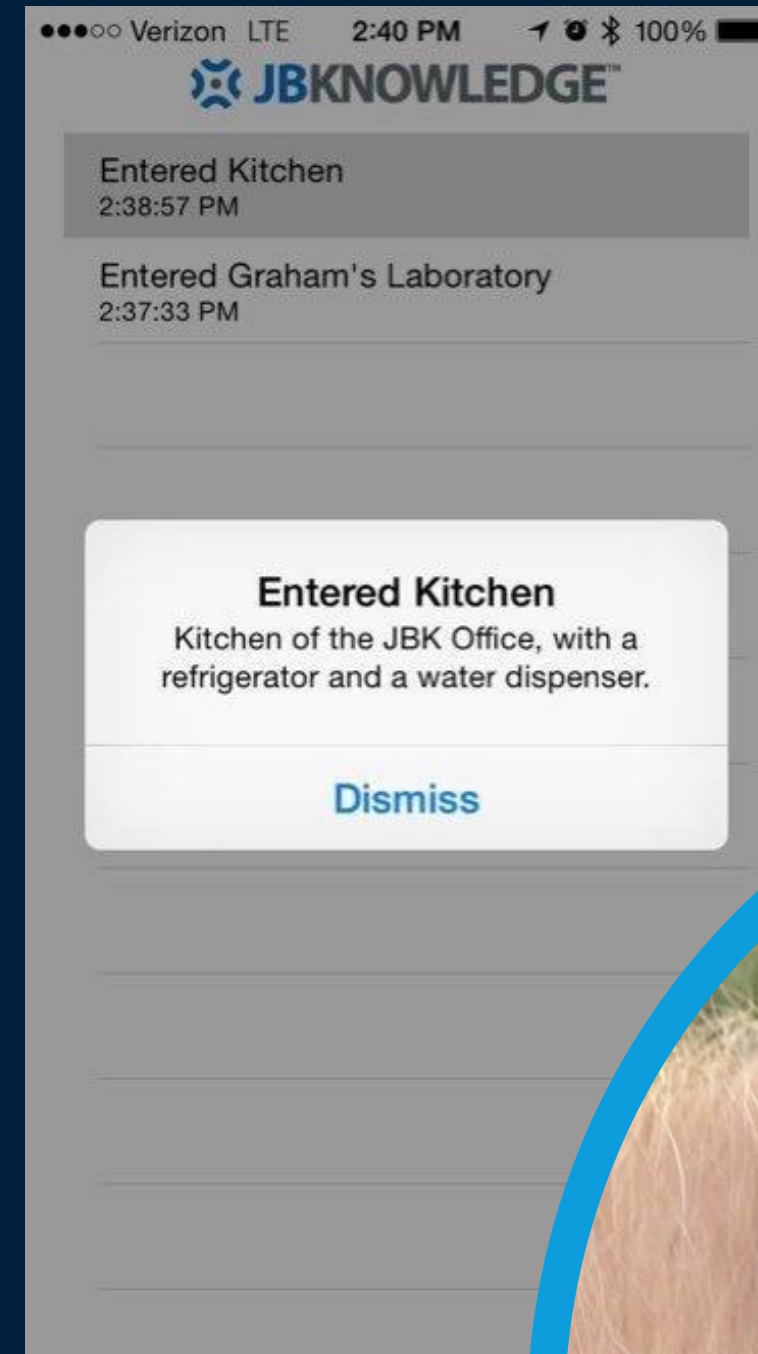 Verizon LTE 2:40 PM 100%
JBKNOWLEDGE™
Entered Kitchen
2:38:57 PM
Entered Graham's Laboratory
2:37:33 PM
Entered Kitchen
Kitchen of the JBK Office, with a
refrigerator and a water dispenser.
Dismiss